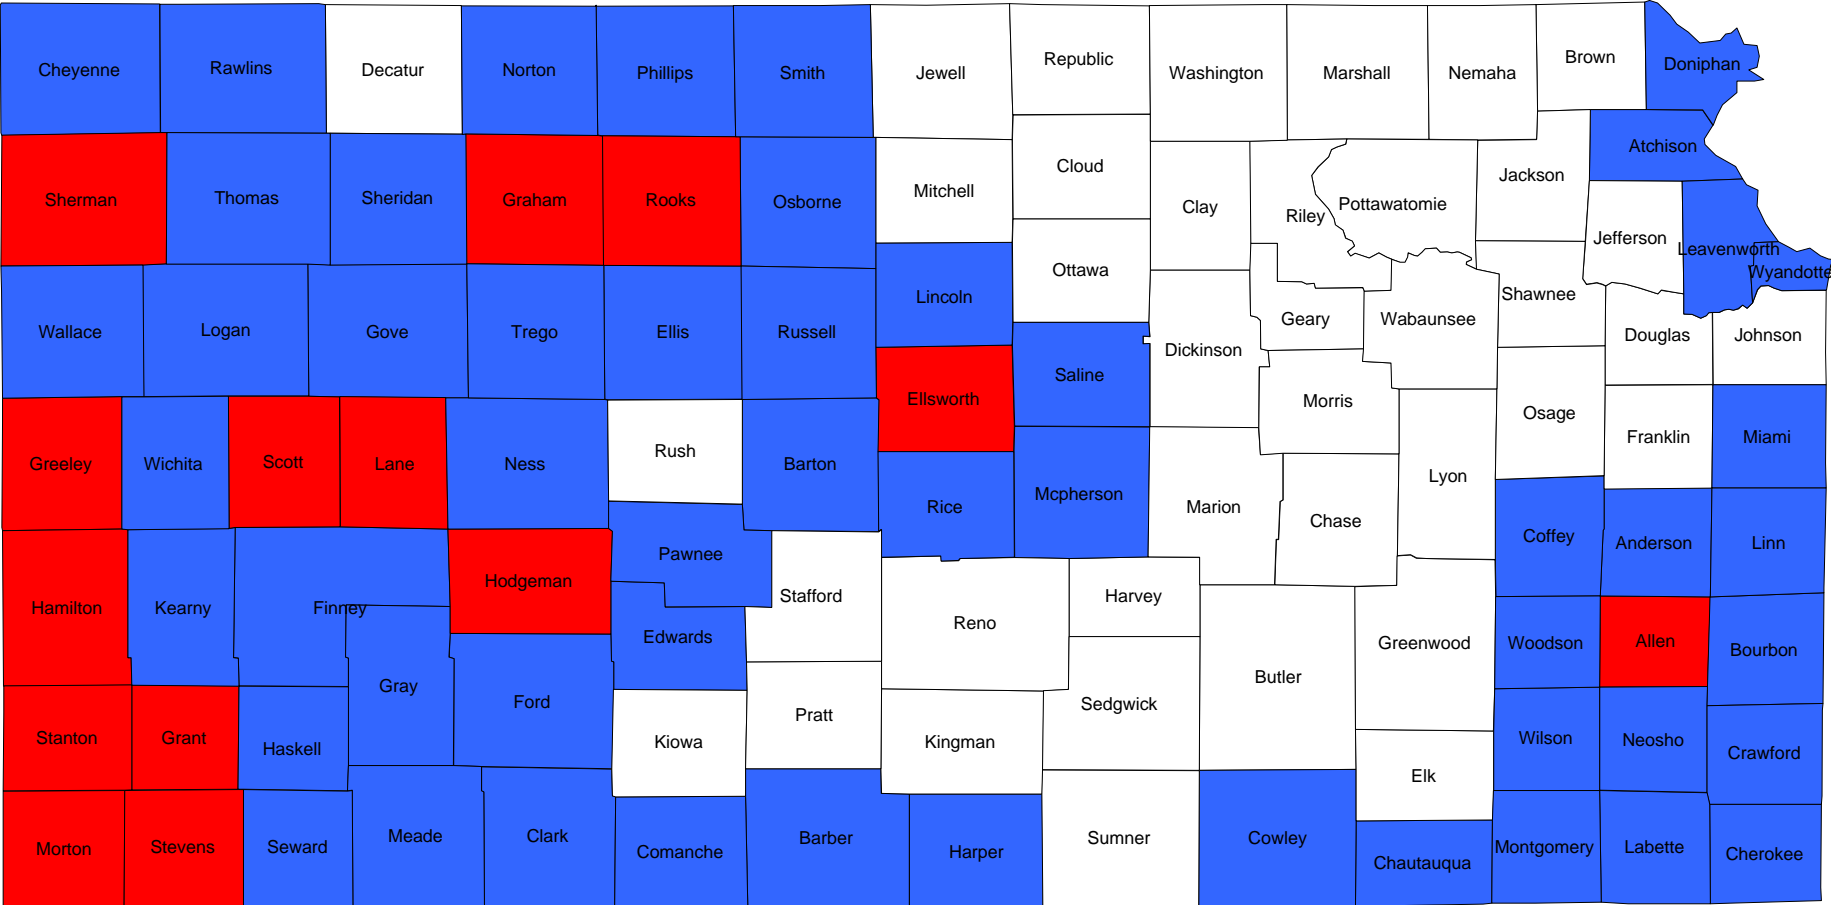 Cheyenne
Rawlins
Decatur
Norton
Phillips
Smith
Jewell
Republic
Washington
Marshall
Nemaha
Brown
Doniphan
Sherman
Thomas
Sheridan
Graham
Rooks
Osborne
Mitchell
Cloud
Clay
Riley
Pottawatomie
Jackson
Atchison
Jefferson
Leavenworth
Wyandotte
Wallace
Logan
Gove
Trego
Ellis
Russell
Lincoln
Ottawa
Saline
Dickinson
Geary
Wabaunsee
Shawnee
Douglas
Johnson
Greeley
Wichita
Scott
Lane
Ness
Rush
Barton
Ellsworth
Rice
Mcpherson
Marion
Morris
Chase
Lyon
Osage
Franklin
Miami
Hamilton
Kearny
Finney
Hodgeman
Pawnee
Edwards
Stafford
Reno
Harvey
Sedgwick
Butler
Greenwood
Coffey
Anderson
Linn
Woodson
Allen
Bourbon
Stanton
Grant
Haskell
Gray
Ford
Kiowa
Pratt
Kingman
Elk
Wilson
Neosho
Crawford
Morton
Stevens
Seward
Meade
Clark
Comanche
Barber
Harper
Sumner
Cowley
Chautauqua
Montgomery
Labette
Cherokee